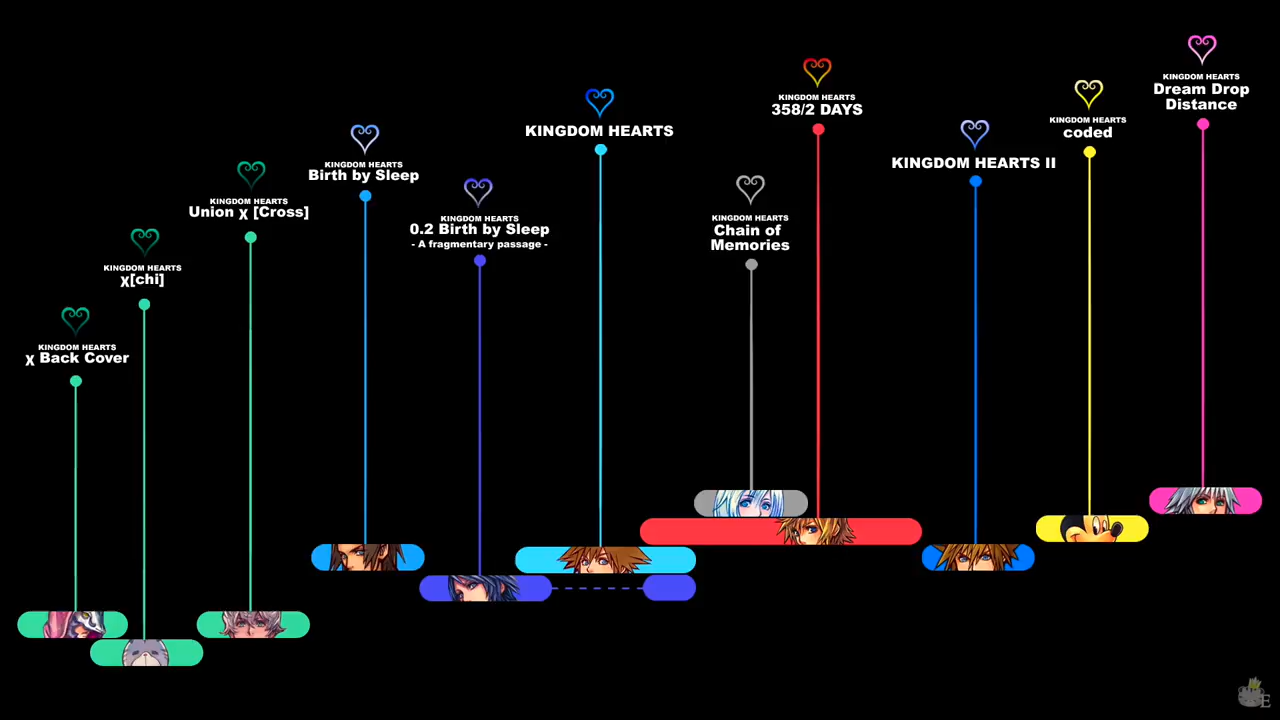 KINGDOM HEARTS
χ Back Cover
KINGDOM HEARTS
χ[chi]
KINGDOM HEARTS
Union χ [Cross]
KINGDOM HEARTS
Birth by Sleep
KINGDOM HEARTS
0.2 Birth by Sleep
- A fragmentary passage -
KINGDOM HEARTS
KINGDOM HEARTS
Chain of
Memories
KINGDOM HEARTS
358/2 DAYS
KINGDOM HEARTS II
KINGDOM HEARTS
coded
KINGDOM HEARTS
Dream Drop
Distance
E